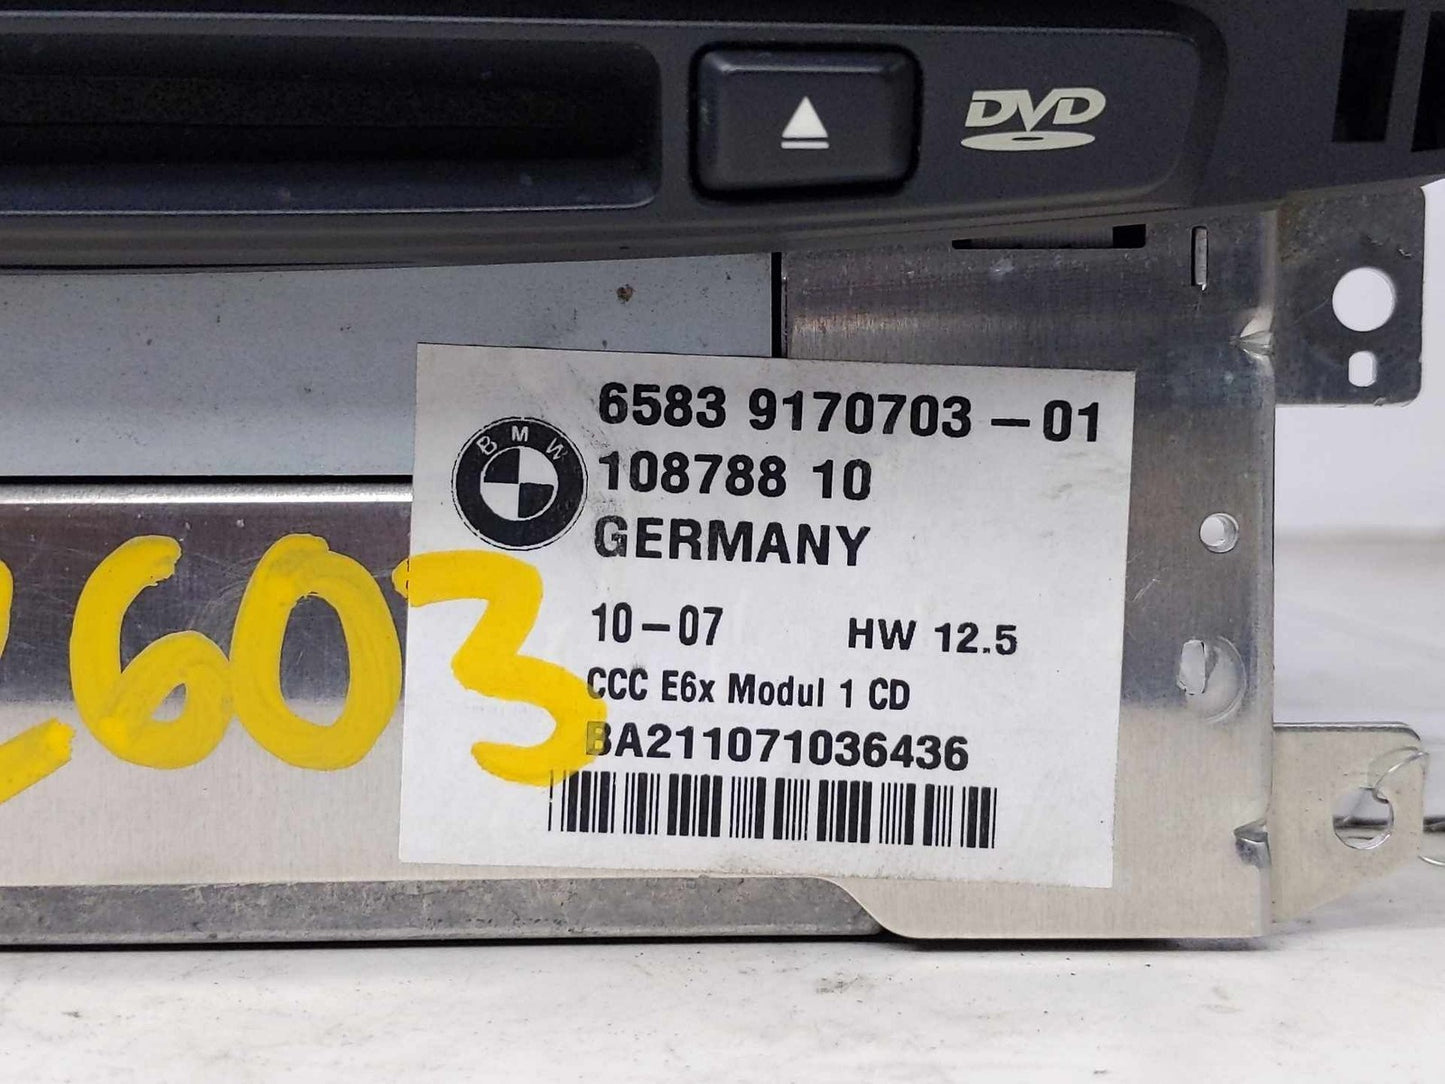 DVD
6583 9170703-01
BMW
108788 10
GERMANY
2603
10-07 HW 12.5
CCC E6x Modul 1 CD
BA211071036436